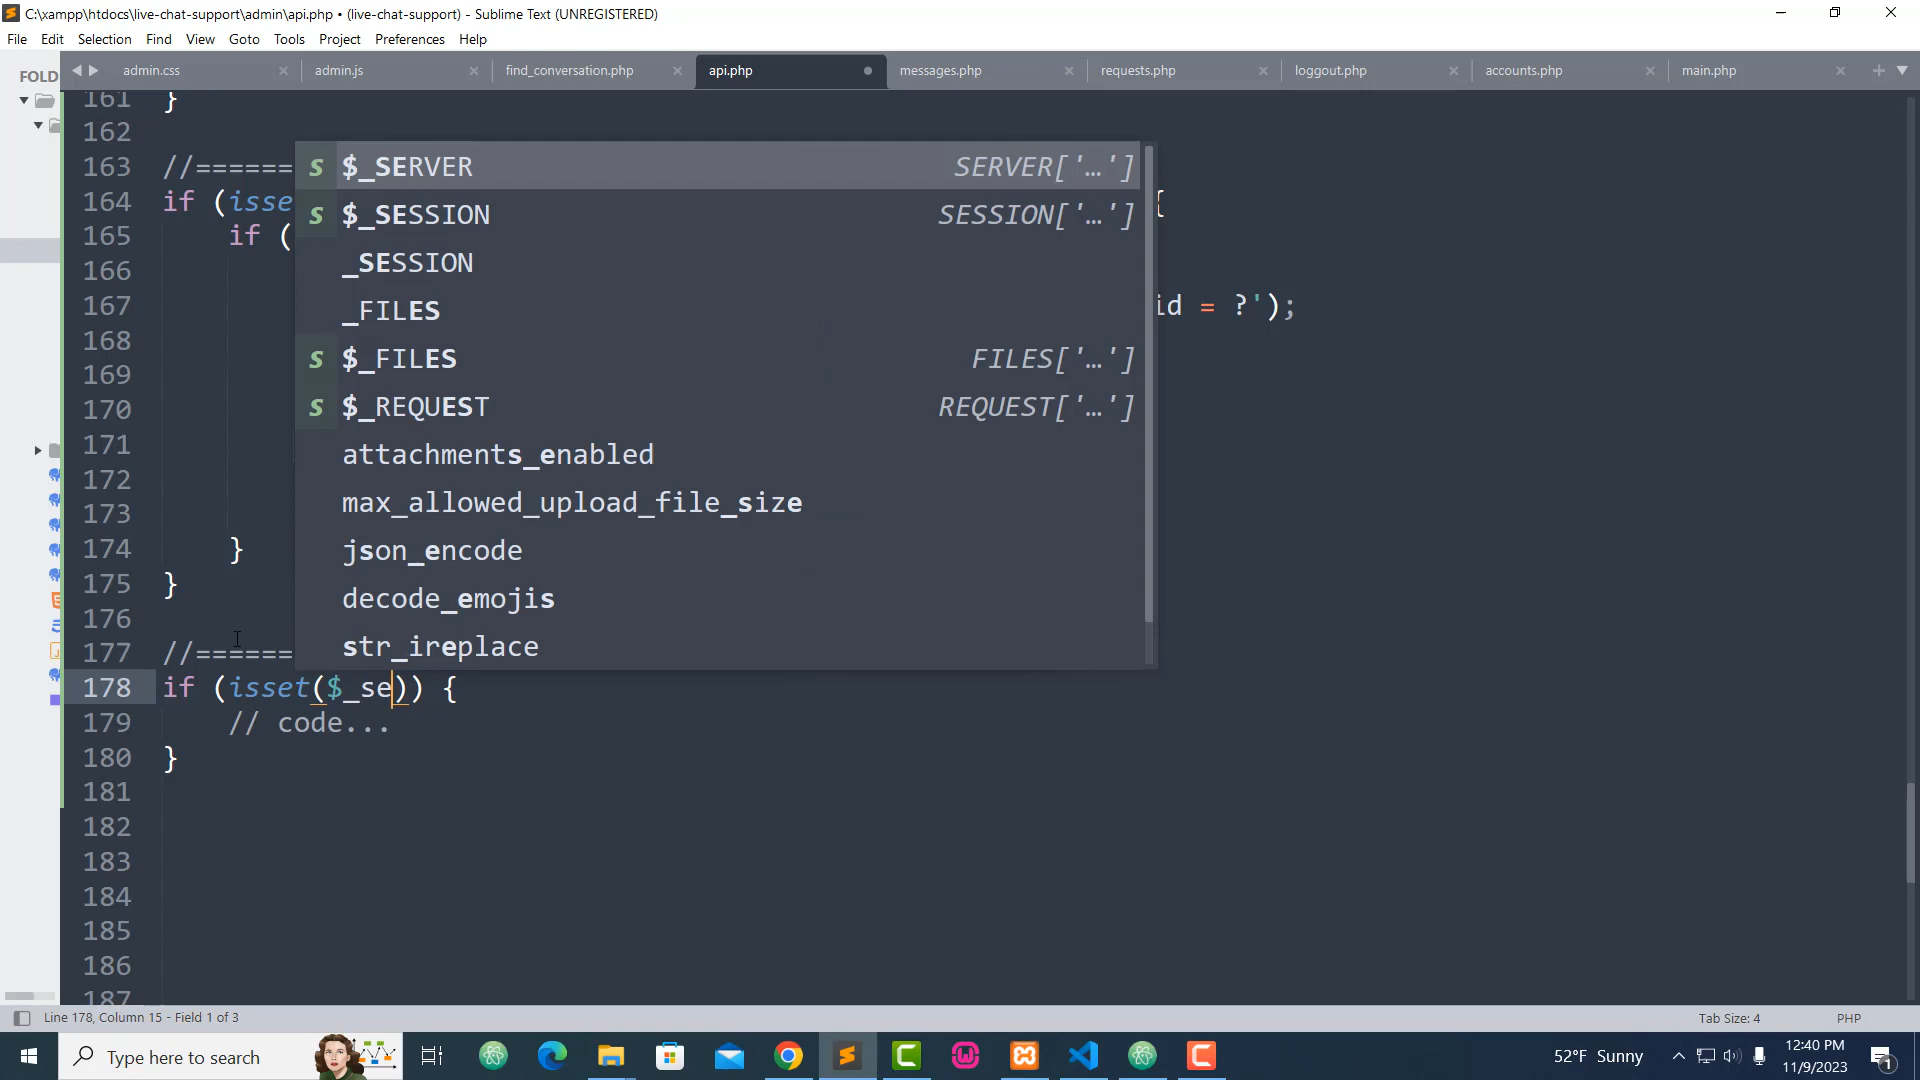 C:\xampp\htdocs\live-chat-support\admin\api.php • (live-chat-support) - Sublime Text (UNREGISTERED)
File Edit Selection Find View Goto Tools Project Preferences Help
FOLD
admin.css admin.js find_conversation.php api.php messages.php requests.php loggout.php accounts.php main.php
161 }
162
163 //======
164 if (isse {
165 if (
166
167 id = ?');
168
169
170
171
172
173
174 }
175 }
176
177 //======
178 if (isset($_se)) {
179 // code...
180 }
181
182
183
184
185
186
187
$_SERVER SERVER['…']
$_SESSION SESSION['…']
_SESSION
_FILES
$_FILES FILES['…']
$_REQUEST REQUEST['…']
attachments_enabled
max_allowed_upload_file_size
json_encode
decode_emojis
str_ireplace
Line 178, Column 15 - Field 1 of 3 Tab Size: 4 PHP
Type here to search
52°F Sunny
12:40 PM
11/9/2023
1